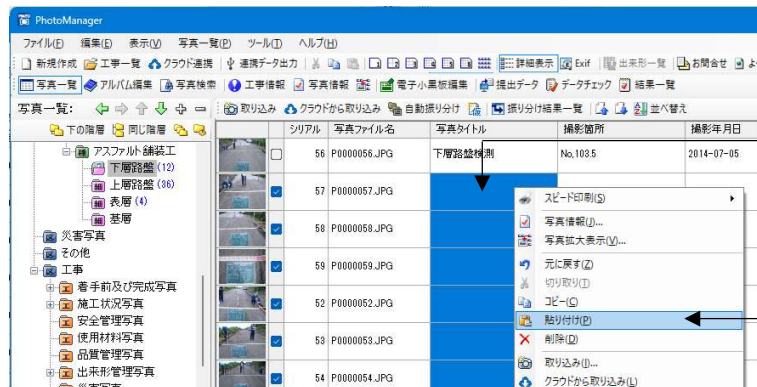 PhotoManager
ファイル(F) 編集(E) 表示(V) 写真一覧(P) ツール(T) ヘルプ(H)
新規作成 工事一覧 クラウド連携 連携データ出力 詳細表示 Exif 出来形一覧 お問合せ よ
写真一覧 アルバム編集 写真検索 工事情報 写真情報 電子小黒板編集 提出データ データチェック 結果一覧
写真一覧: 取り込み クラウドから取り込み 自動振り分け 振り分け結果一覧 並べ替え
下の階層 同じ階層
シリアル 写真ファイル名 写真タイトル 撮影箇所 撮影年月日
アスファルト舗装工
下層路盤 (12)
上層路盤 (36)
表層 (4)
基層
災害写真
その他
工事
着手前及び完成写真
施工状況写真
安全管理写真
使用材料写真
品質管理写真
出来形管理写真
56 P0000056.JPG 下層路盤検測 No,103.5 2014-07-05
57 P0000057.JPG
58 P0000058.JPG
59 P0000059.JPG
52 P0000052.JPG
53 P0000053.JPG
54 P0000054.JPG
スピード印刷(S)
写真情報(J)...
写真拡大表示(V)...
元に戻す(Z)
切り取り(T)
コピー(C)
貼り付け(P)
削除(D)
取り込み(I)...
クラウドから取り込み(L)